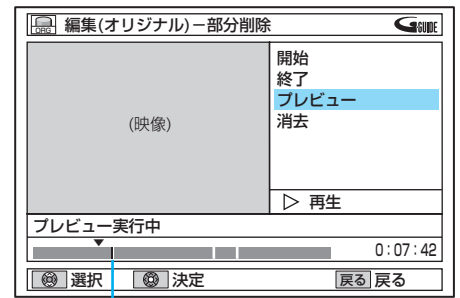 ORG 編集(オリジナル)－部分削除 G-GUIDE
(映像)
開始
終了
プレビュー
消去
▷ 再生
プレビュー実行中
0:07:42
選択 決定 戻る 戻る